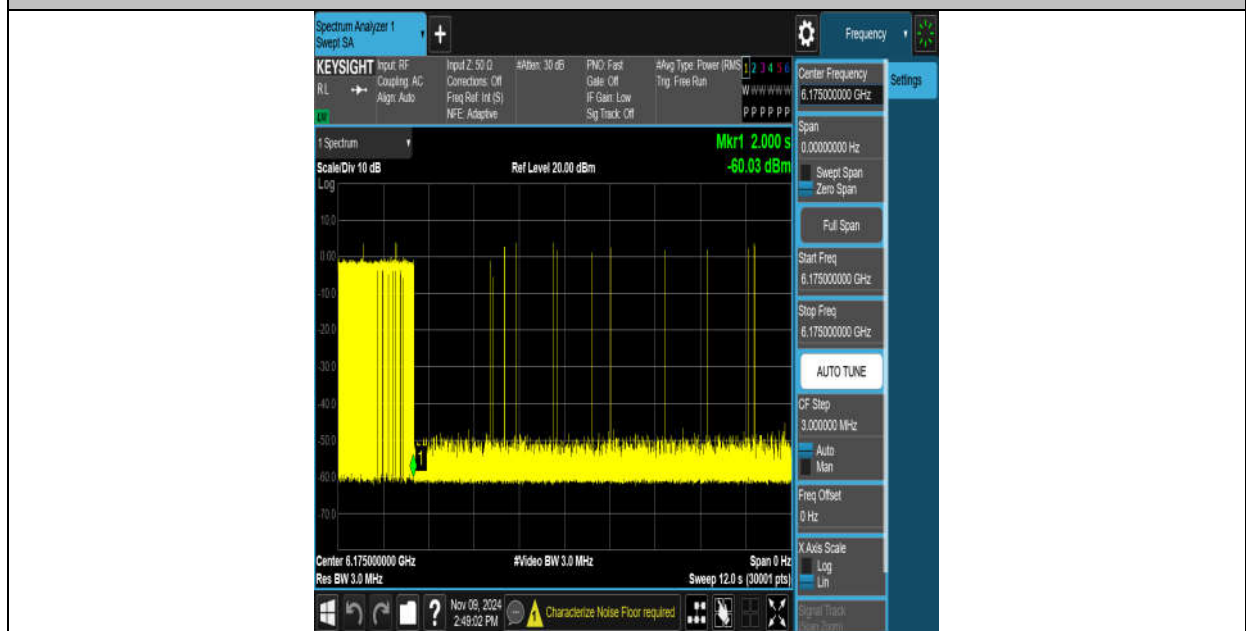 Spectrum Analyzer 1
Swept SA
+
Frequency
KEYSIGHT
RL
Input: RF
Coupling: AC
Align: Auto
Input Z: 50 Ω
Corrections: Off
Freq Ref: Int (S)
NFE: Adaptive
#Atten: 30 dB
PNO: Fast
Gate: Off
IF Gain: Low
Sig Track: Off
#Avg Type: Power (RMS
Trig: Free Run
1 2 3 4 5 6
W W W W W W
P P P P P P
1 Spectrum
Mkr1 2.000 s
Scale/Div 10 dB
Ref Level 20.00 dBm
-60.03 dBm
Log
10.0
0.00
-10.0
-20.0
-30.0
-40.0
-50.0
-60.0
-70.0
1
Center 6.175000000 GHz
#Video BW 3.0 MHz
Span 0 Hz
Res BW 3.0 MHz
Sweep 12.0 s (30001 pts)
?
Nov 09, 2024
2:49:02 PM
Characterize Noise Floor required
Center Frequency
6.175000000 GHz
Settings
Span
0.00000000 Hz
Swept Span
Zero Span
Full Span
Start Freq
6.175000000 GHz
Stop Freq
6.175000000 GHz
AUTO TUNE
CF Step
3.000000 MHz
Auto
Man
Freq Offset
0 Hz
X Axis Scale
Log
Lin
Signal Track
(Span Zoom)